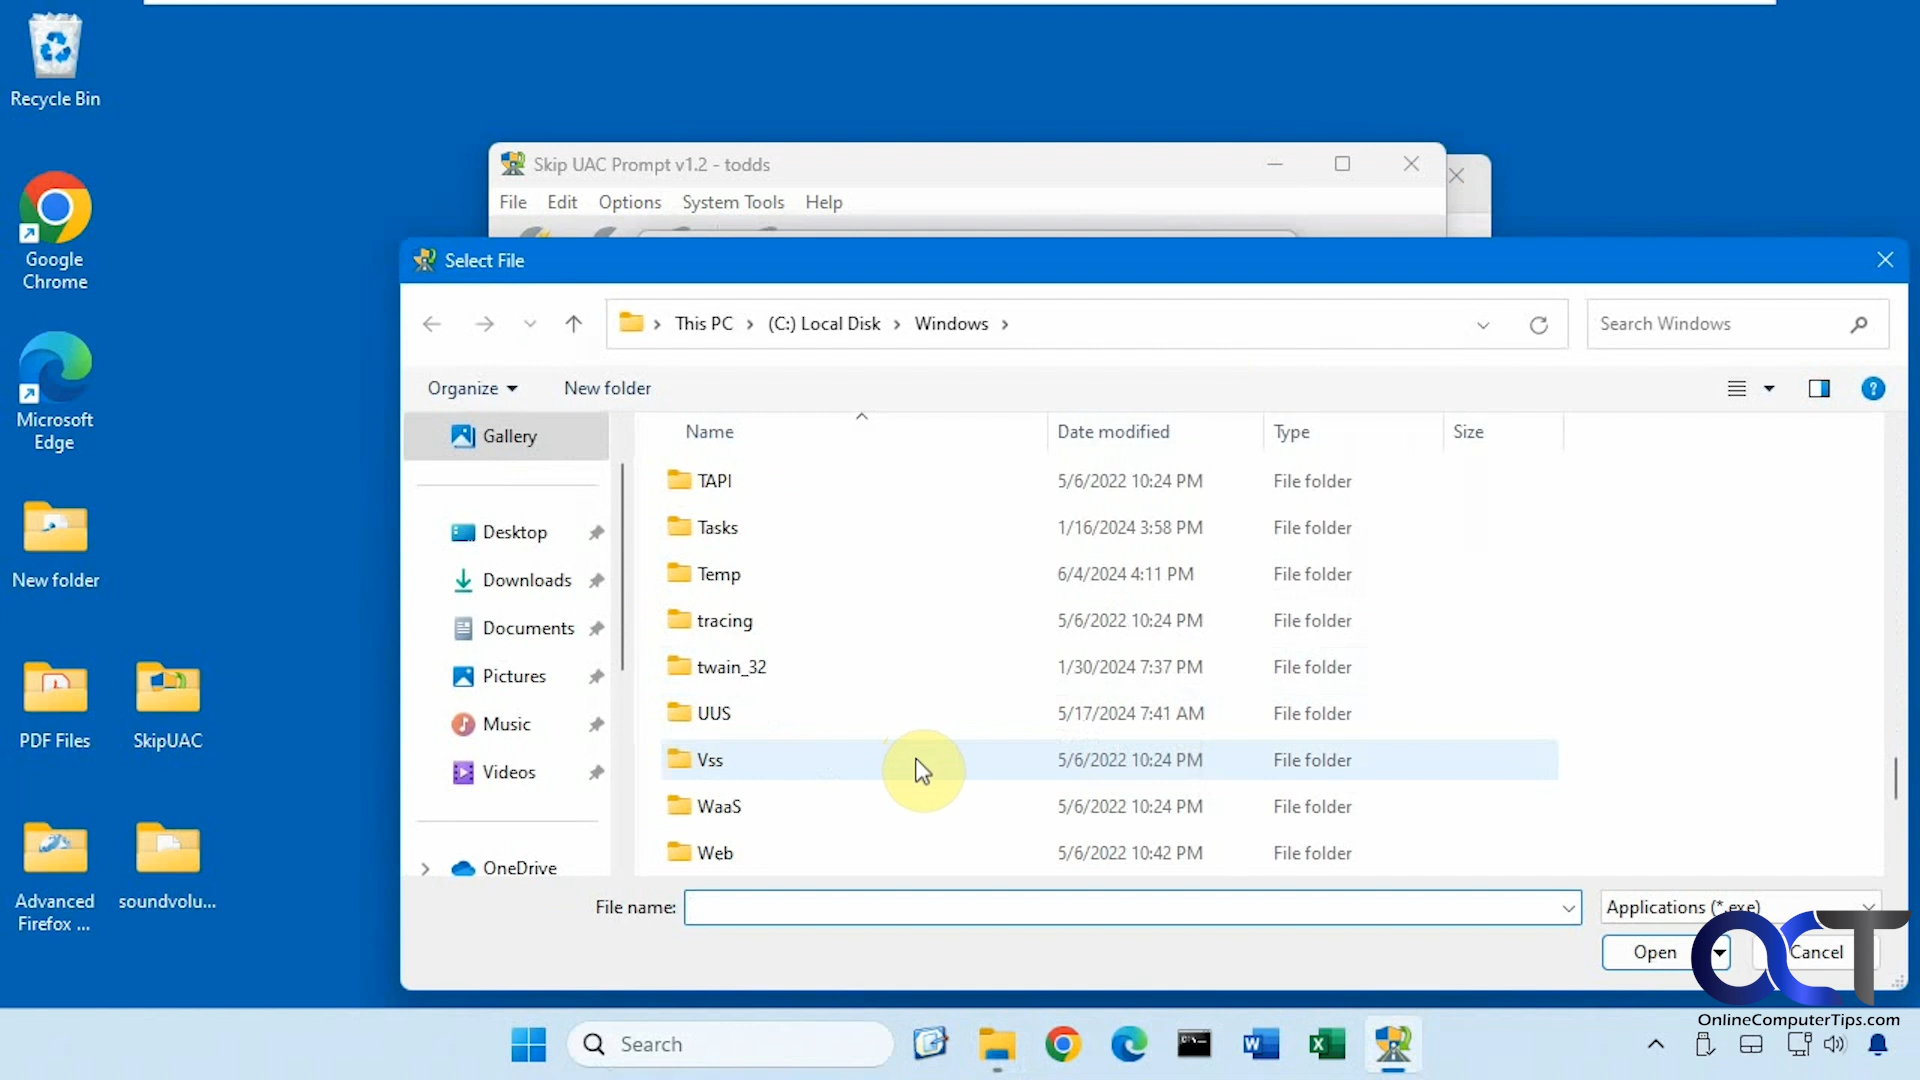 Recycle Bin
Google
Chrome
Microsoft
Edge
New folder
PDF Files
SkipUAC
Advanced
Firefox ...
soundvolu...
Skip UAC Prompt v1.2 - todds
File Edit Options System Tools Help
Select File
This PC > (C:) Local Disk > Windows >
Search Windows
Organize
New folder
Gallery
Desktop
Downloads
Documents
Pictures
Music
Videos
OneDrive
Name Date modified Type Size
TAPI 5/6/2022 10:24 PM File folder
Tasks 1/16/2024 3:58 PM File folder
Temp 6/4/2024 4:11 PM File folder
tracing 5/6/2022 10:24 PM File folder
twain_32 1/30/2024 7:37 PM File folder
UUS 5/17/2024 7:41 AM File folder
Vss 5/6/2022 10:24 PM File folder
WaaS 5/6/2022 10:24 PM File folder
Web 5/6/2022 10:42 PM File folder
File name:
Applications (*.exe)
Open
Cancel
OCT
OnlineComputerTips.com
Search